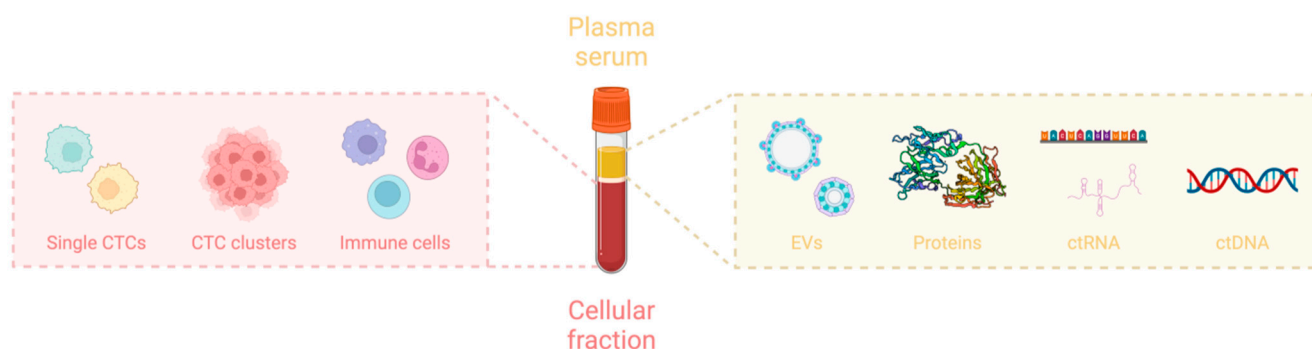 Plasma
serum
Single CTCs
CTC clusters
Immune cells
EVs
Proteins
ctRNA
ctDNA
Cellular
fraction